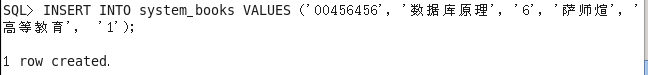 SQL> INSERT INTO system_books VALUES ('00456456', '数据库原理', '6', '萨师煊', '
高等教育', '1');
1 row created.